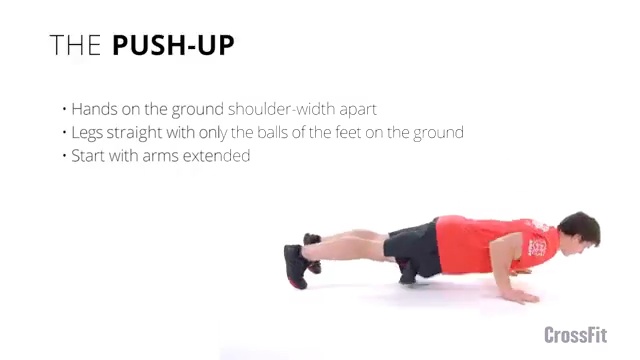 THE PUSH-UP
• Hands on the ground shoulder-width apart
• Legs straight with only the balls of the feet on the ground
• Start with arms extended
CrossFit